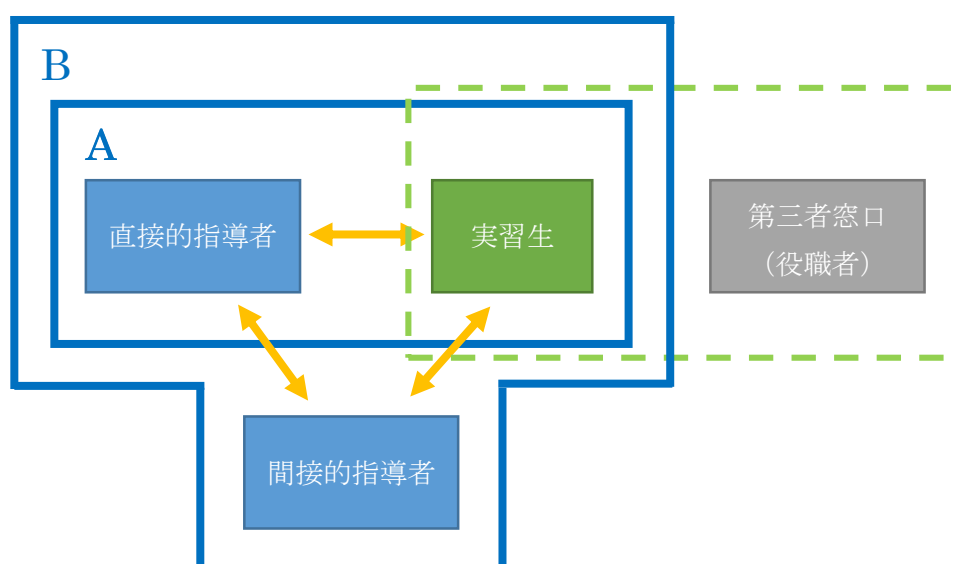 B
A
直接的指導者
実習生
第三者窓口
（役職者）
間接的指導者